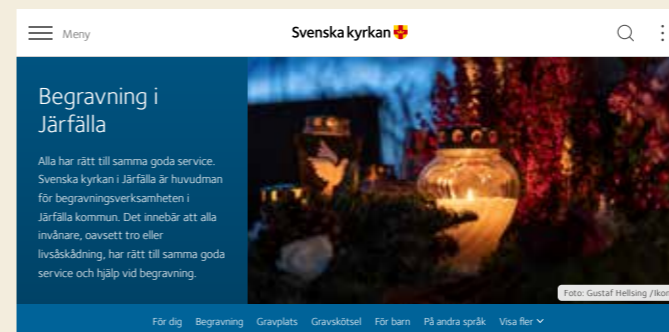 Meny
Svenska kyrkan
Begravning i
Järfälla
Alla har rätt till samma goda service.
Svenska kyrkan i Järfälla är huvudman
för begravningsverksamheten i
Järfälla kommun. Det innebär att alla
invånare, oavsett tro eller
livsåskådning, har rätt till samma goda
service och hjälp vid begravning.
Foto: Gustaf Hellsing /Ikon
För dig Begravning Gravplats Gravskötsel För barn På andra språk Visa fler